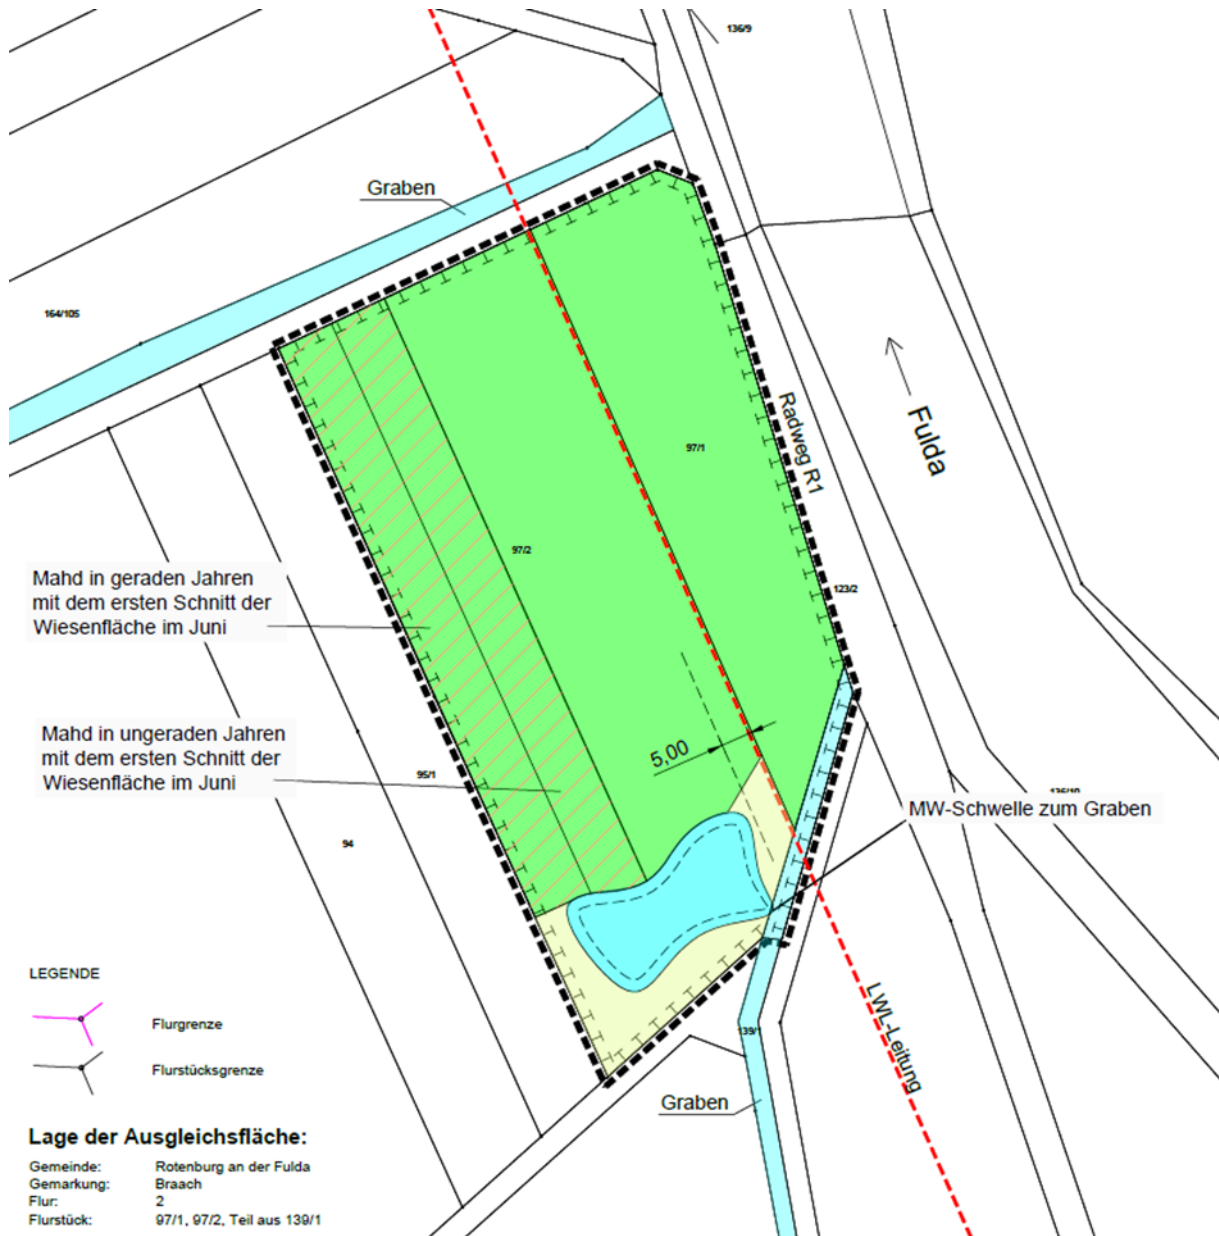 136/9
Graben
164/105
Radweg R1
Fulda
97/1
97/2
123/2
Mahd in geraden Jahren
mit dem ersten Schnitt der
Wiesenfläche im Juni
Mahd in ungeraden Jahren
mit dem ersten Schnitt der
Wiesenfläche im Juni
95/1
5,00
136/10
MW-Schwelle zum Graben
94
LEGENDE
Flurgrenze
Flurstücksgrenze
139/1
LWL-Leitung
Graben
Lage der Ausgleichsfläche:
Gemeinde: Rotenburg an der Fulda
Gemarkung: Braach
Flur: 2
Flurstück: 97/1, 97/2, Teil aus 139/1